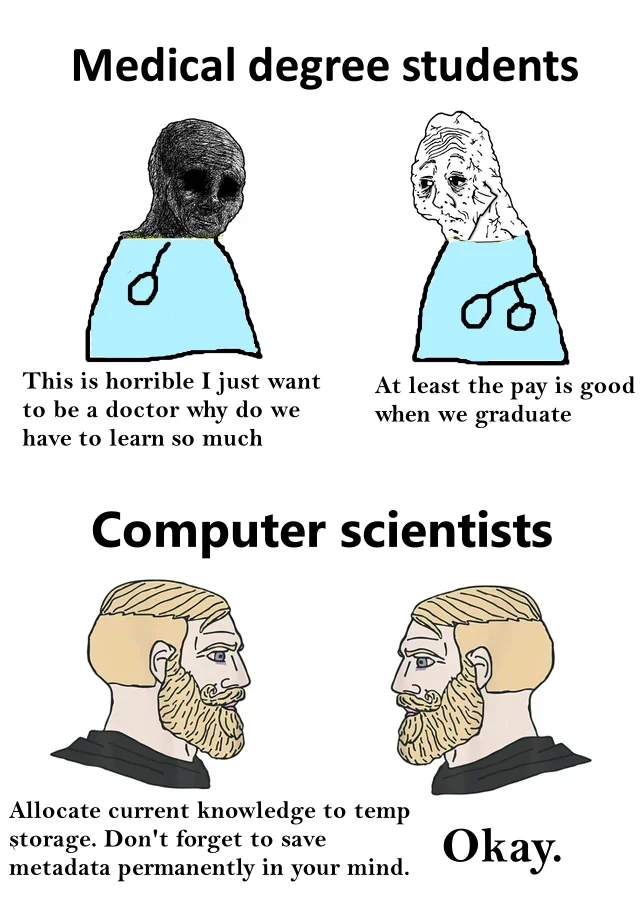 Medical degree students
This is horrible I just want
to be a doctor why do we
have to learn so much
At least the pay is good
when we graduate
Computer scientists
Allocate current knowledge to temp
storage. Don't forget to save
metadata permanently in your mind.
Okay.